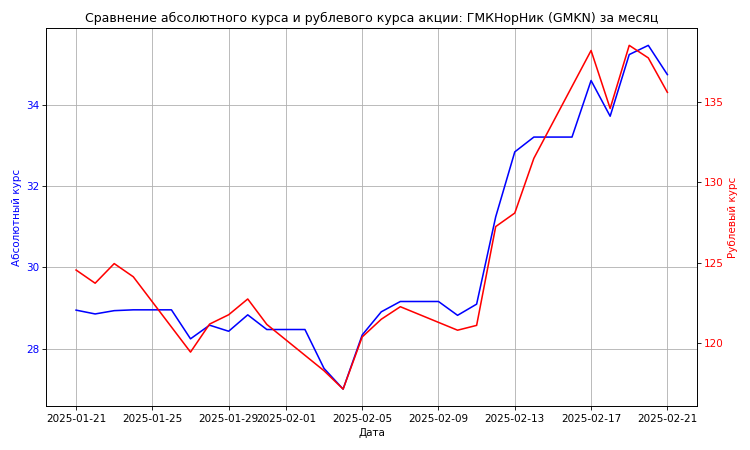 Сравнение абсолютного курса и рублевого курса акции: ГМКНорНик (GMKN) за месяц
Абсолютный курс
34
32
30
28
135
130
125
120
Рублевый курс
2025-01-21 2025-01-25 2025-01-29 2025-02-01 2025-02-05 2025-02-09 2025-02-13 2025-02-17 2025-02-21
Дата